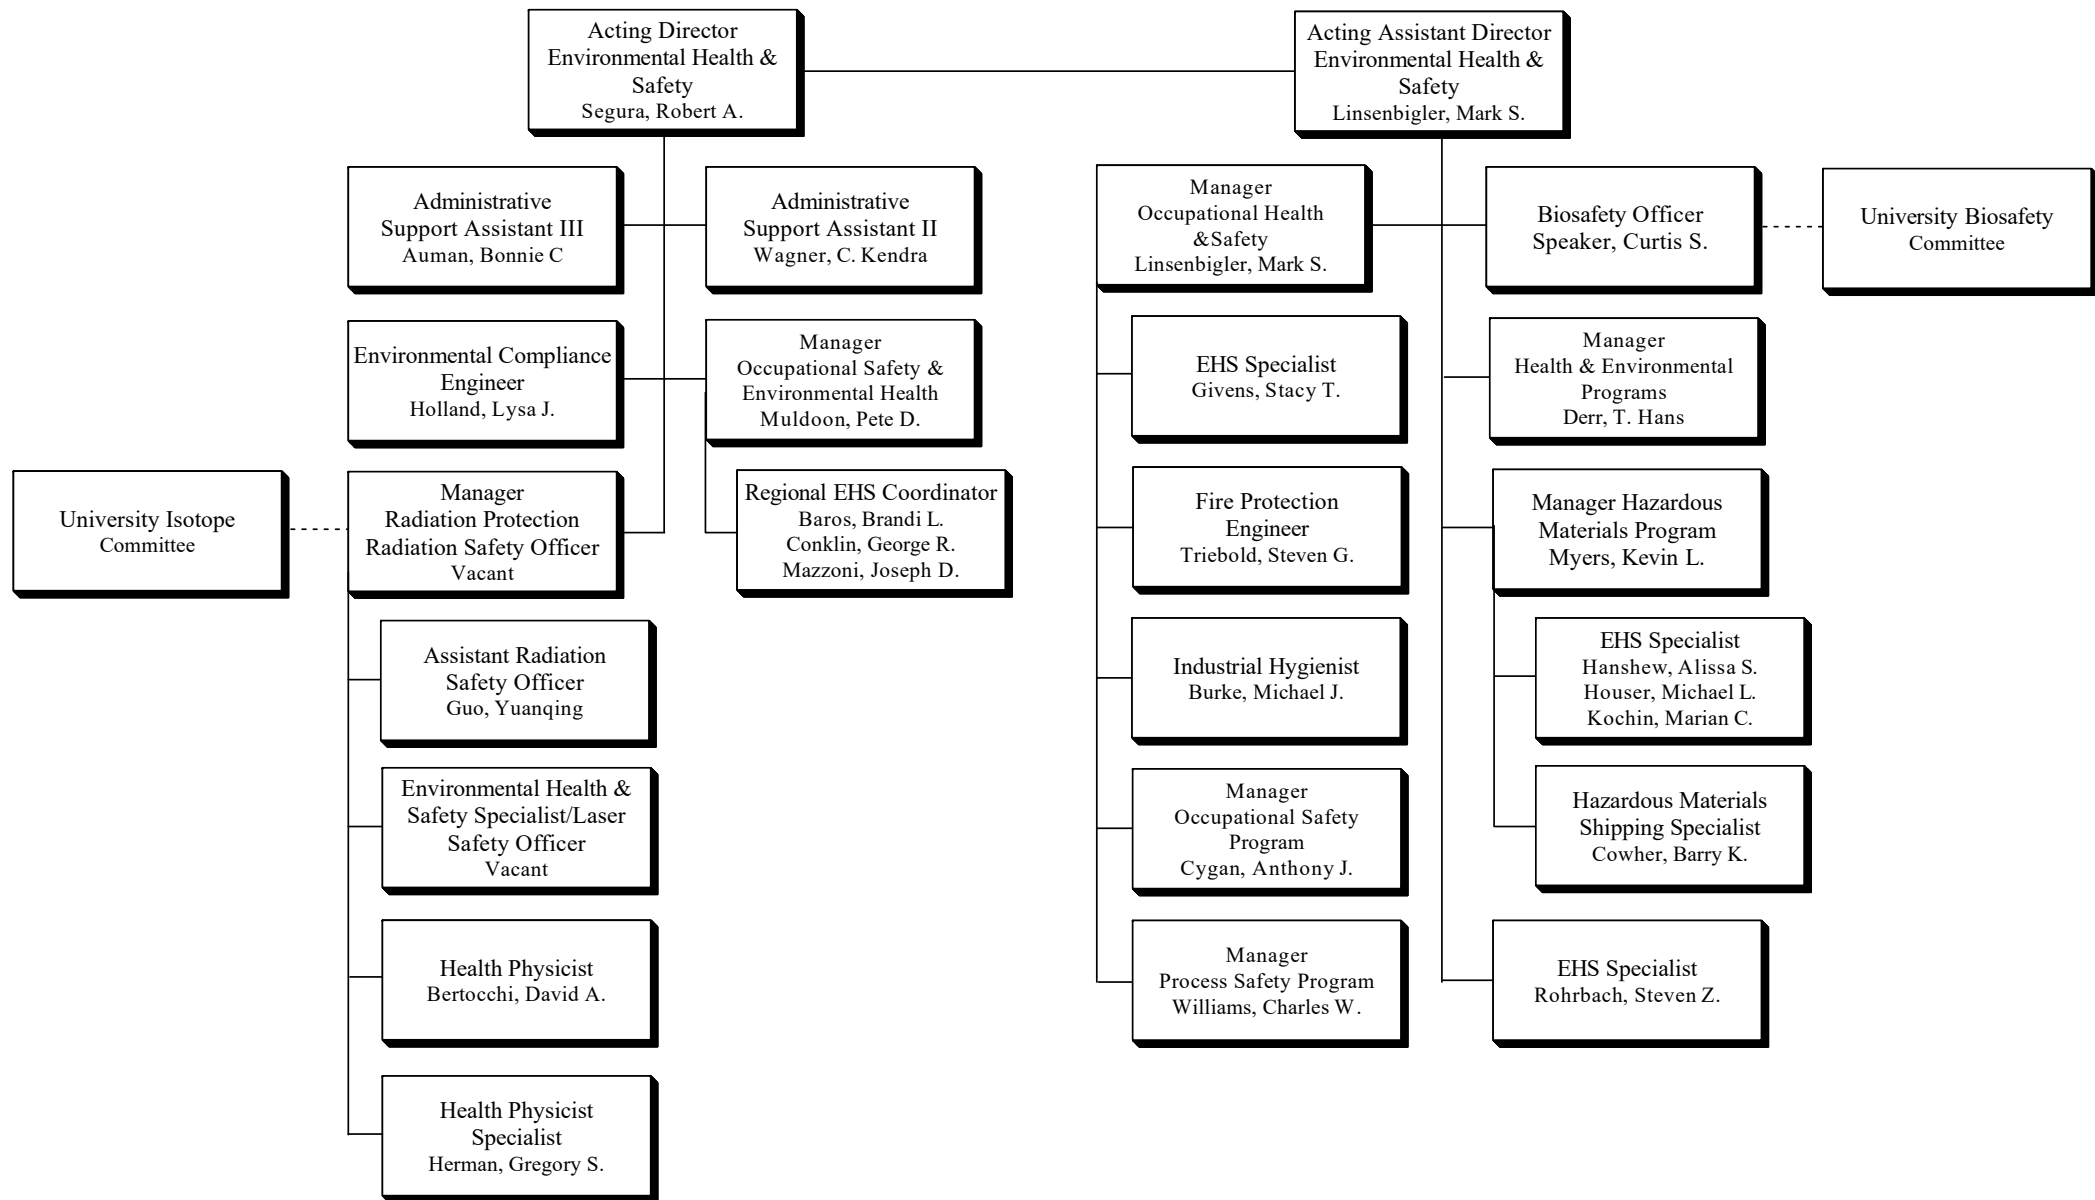 Acting Director
Environmental Health &
Safety
Segura, Robert A.
Acting Assistant Director
Environmental Health &
Safety
Linsenbigler, Mark S.
Administrative
Support Assistant III
Auman, Bonnie C
Administrative
Support Assistant II
Wagner, C. Kendra
Manager
Occupational Health
&Safety
Linsenbigler, Mark S.
Biosafety Officer
Speaker, Curtis S.
University Biosafety
Committee
Environmental Compliance
Engineer
Holland, Lysa J.
Manager
Occupational Safety &
Environmental Health
Muldoon, Pete D.
EHS Specialist
Givens, Stacy T.
Manager
Health & Environmental
Programs
Derr, T. Hans
University Isotope
Committee
Manager
Radiation Protection
Radiation Safety Officer
Vacant
Regional EHS Coordinator
Baros, Brandi L.
Conklin, George R.
Mazzoni, Joseph D.
Fire Protection
Engineer
Triebold, Steven G.
Manager Hazardous
Materials Program
Myers, Kevin L.
Assistant Radiation
Safety Officer
Guo, Yuanqing
Industrial Hygienist
Burke, Michael J.
EHS Specialist
Hanshew, Alissa S.
Houser, Michael L.
Kochin, Marian C.
Environmental Health &
Safety Specialist/Laser
Safety Officer
Vacant
Manager
Occupational Safety
Program
Cygan, Anthony J.
Hazardous Materials
Shipping Specialist
Cowher, Barry K.
Health Physicist
Bertocchi, David A.
Manager
Process Safety Program
Williams, Charles W.
EHS Specialist
Rohrbach, Steven Z.
Health Physicist
Specialist
Herman, Gregory S.